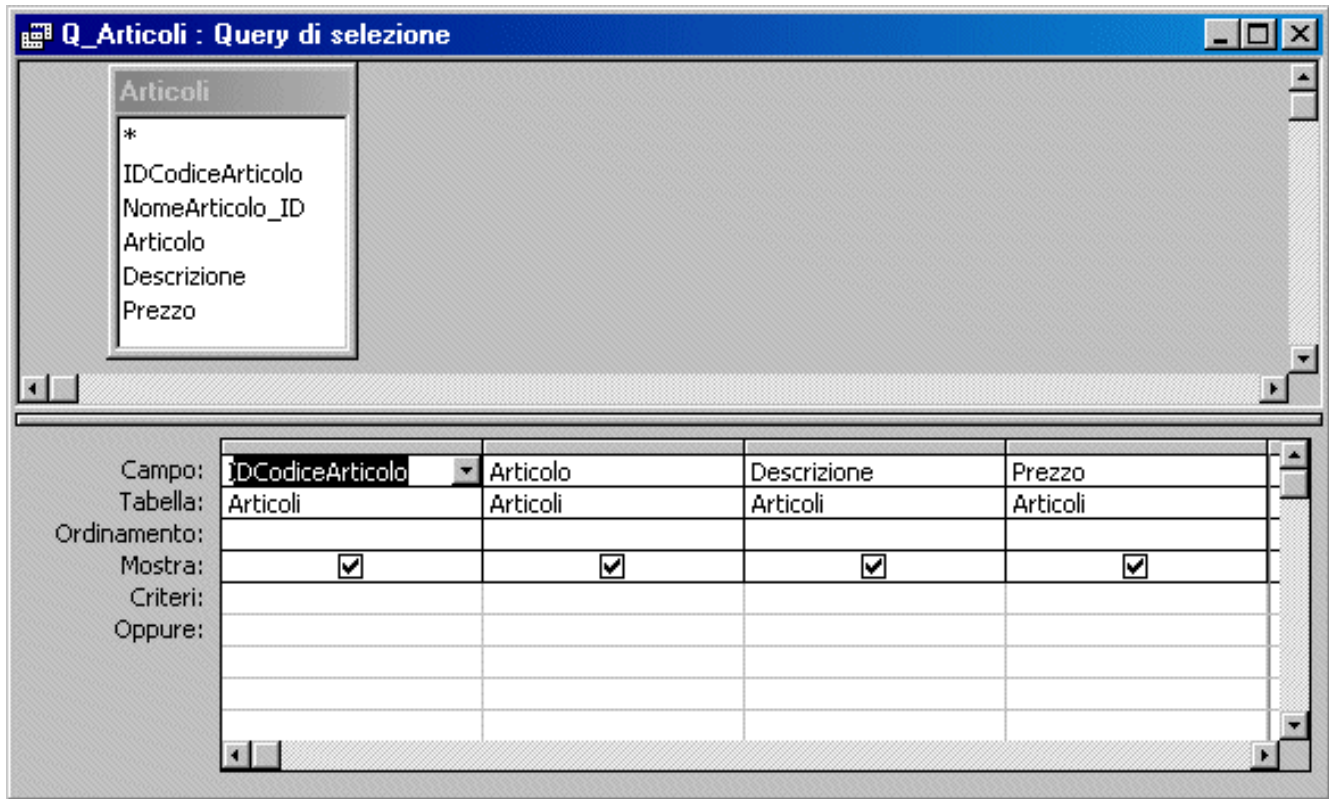 Q_Articoli : Query di selezione
Articoli
*
IDCodiceArticolo
NomeArticolo_ID
Articolo
Descrizione
Prezzo
Campo: IDCodiceArticolo Articolo Descrizione Prezzo
Tabella: Articoli Articoli Articoli Articoli
Ordinamento:
Mostra:
Criteri:
Oppure: